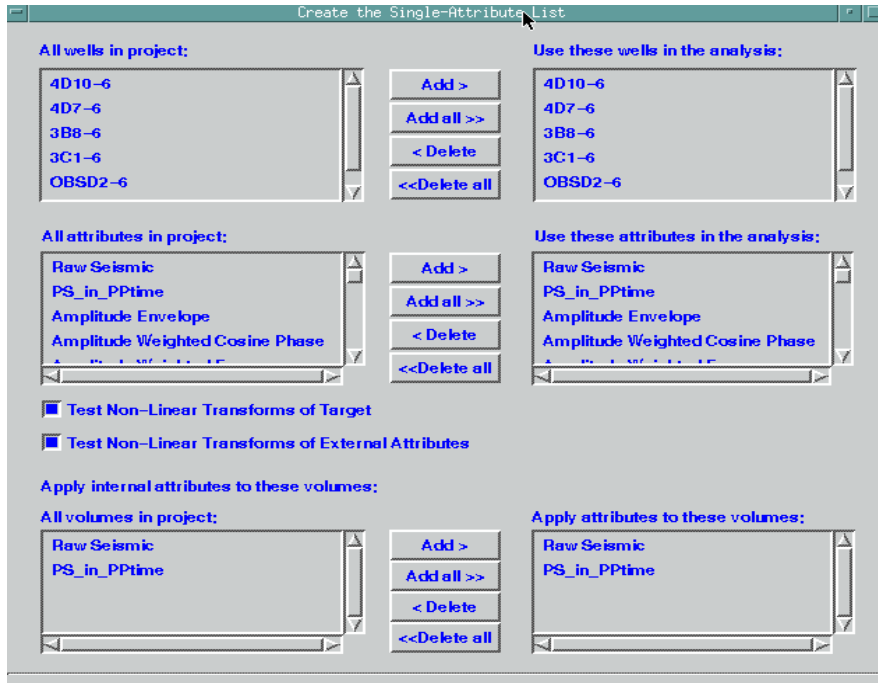 Create the Single-Attribute List
All wells in project:
Use these wells in the analysis:
4D10-6
4D7-6
3B8-6
3C1-6
OBSD2-6
Add >
Add all >>
< Delete
<<Delete all
4D10-6
4D7-6
3B8-6
3C1-6
OBSD2-6
All attributes in project:
Use these attributes in the analysis:
Raw Seismic
PS_in_PPtime
Amplitude Envelope
Amplitude Weighted Cosine Phase
Add >
Add all >>
< Delete
<<Delete all
Raw Seismic
PS_in_PPtime
Amplitude Envelope
Amplitude Weighted Cosine Phase
Test Non-Linear Transforms of Target
Test Non-Linear Transforms of External Attributes
Apply internal attributes to these volumes:
All volumes in project:
Apply attributes to these volumes:
Raw Seismic
PS_in_PPtime
Add >
Add all >>
< Delete
<<Delete all
Raw Seismic
PS_in_PPtime